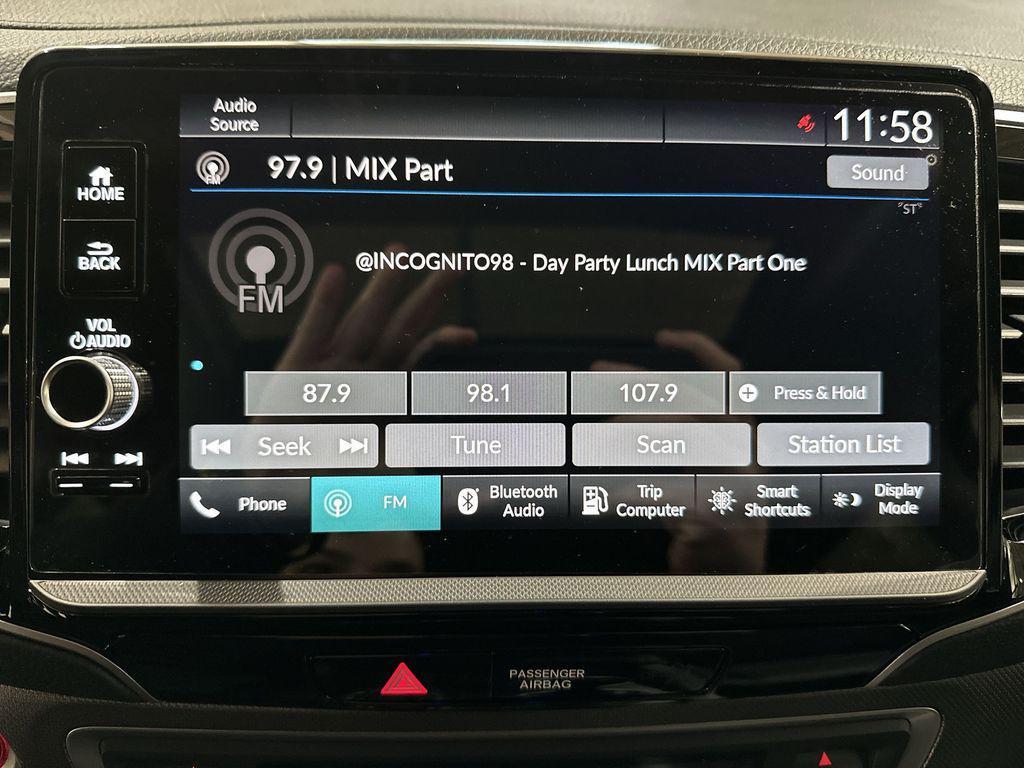 Audio
Source
11:58
FM
97.9 | MIX Part
Sound
"ST"
HOME
BACK
FM
@INCOGNITO98 - Day Party Lunch MIX Part One
VOL
AUDIO
87.9
98.1
107.9
Press & Hold
Seek
Tune
Scan
Station List
Phone
FM
Bluetooth
Audio
Trip
Computer
Smart
Shortcuts
Display
Mode
PASSENGER
AIRBAG